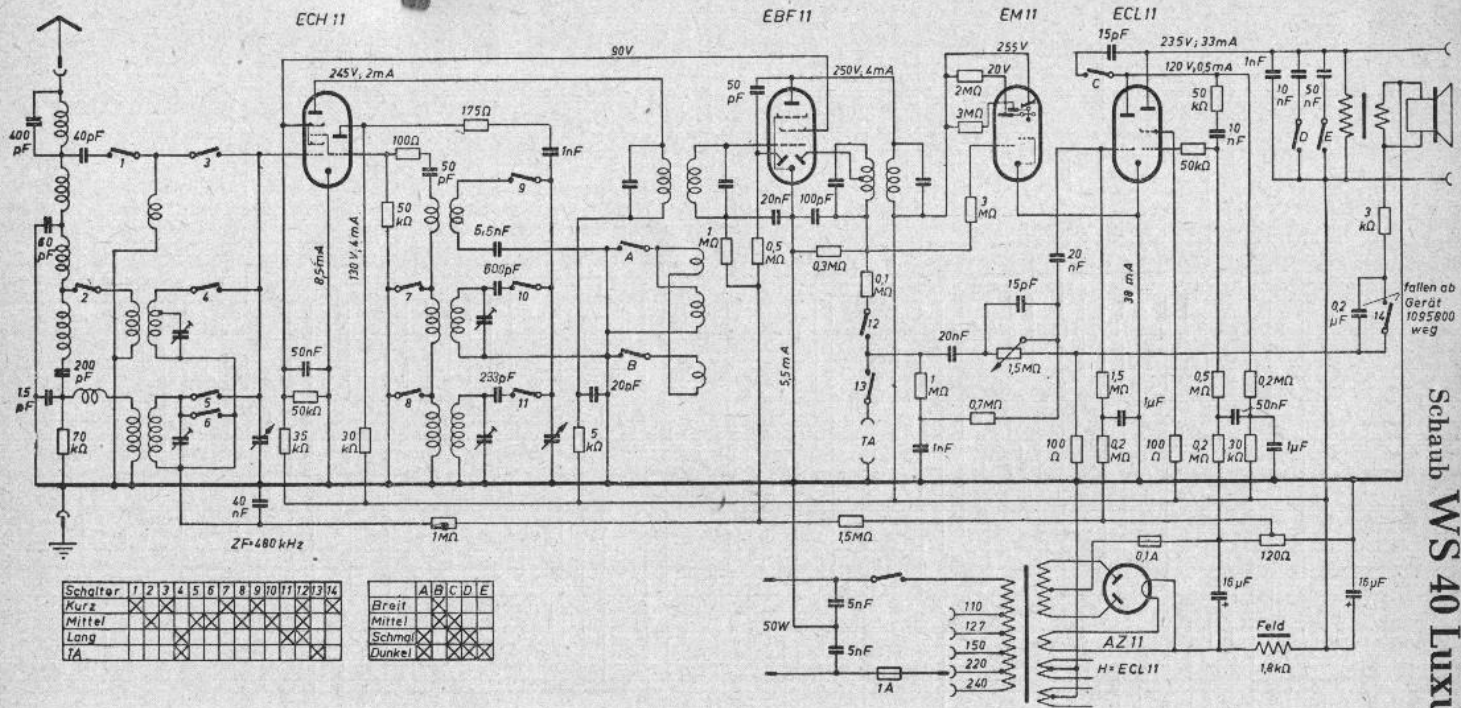 ECH 11
EBF 11
EM 11
ECL 11
90V
245V, 2mA
250V, 4mA
255V
20V
2MΩ
3MΩ
15pF
C
235V; 33mA
120V, 0,5mA
1nF
10 nF
50 nF
D
E
50 kΩ
10 nF
50kΩ
400 pF
40pF
1
3
175Ω
100Ω
50 pF
1nF
50 pF
9
50 kΩ
5,5nF
20nF
100pF
1 MΩ
0,5 MΩ
0,3MΩ
3 MΩ
3 kΩ
60 pF
2
4
8,5mA
130V, 4mA
600pF
7
10
A
B
0,1 MΩ
12
20 nF
15pF
20nF
1,5MΩ
38 mA
0,2 µF
14
fallen ab
Gerät
1095800
weg
200 pF
50nF
50kΩ
5
6
8
233pF
11
20pF
5,5mA
13
1 MΩ
0,7MΩ
1,5 MΩ
1µF
0,5 MΩ
0,2MΩ
50nF
15 pF
70 kΩ
35 kΩ
30 kΩ
5 kΩ
TA
1nF
100 Ω
0,2 MΩ
100 Ω
0,2 MΩ
30 kΩ
1µF
40 nF
ZF=480 kHz
1MΩ
1,5MΩ
0,1A
120Ω
Schalter 1 2 3 4 5 6 7 8 9 10 11 12 13 14
Kurz
Mittel
Lang
TA
A B C D E
Breit
Mittel
Schmal
Dunkel
50W
5nF
5nF
1A
110
127
150
220
240
AZ 11
H=ECL11
16µF
Feld
1,8kΩ
16µF
Schaub WS 40 Luxu